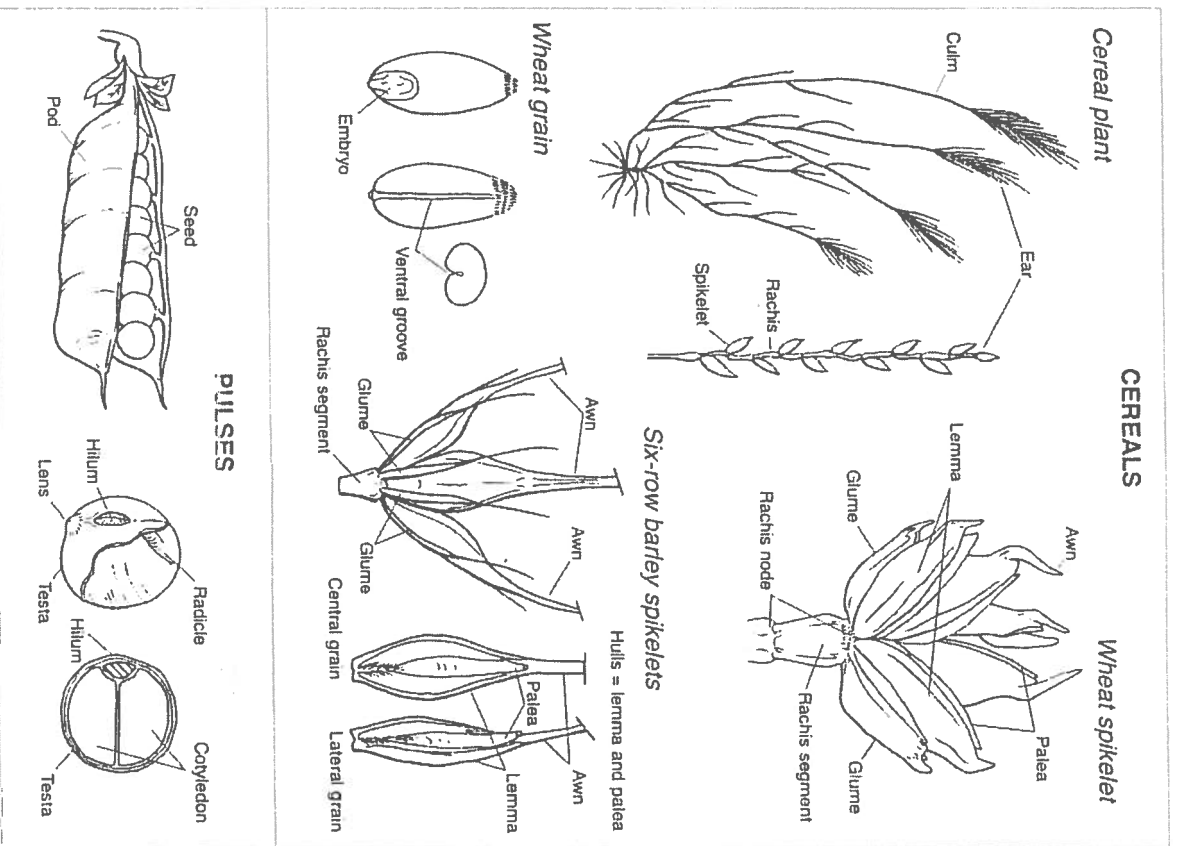 CEREALS
Cereal plant
Culm
Ear
Rachis
Spikelet
Wheat spikelet
Awn
Lemma
Glume
Rachis node
Rachis segment
Glume
Palea
Wheat grain
Embryo
Ventral groove
Six-row barley spikelets
Hulls = lemma and palea
Awn
Awn
Glume
Rachis segment
Glume
Palea
Awn
Lemma
Central grain
Lateral grain
PULSES
Pod
Seed
Hilum
Lens
Radicle
Testa
Hilum
Cotyledon
Testa